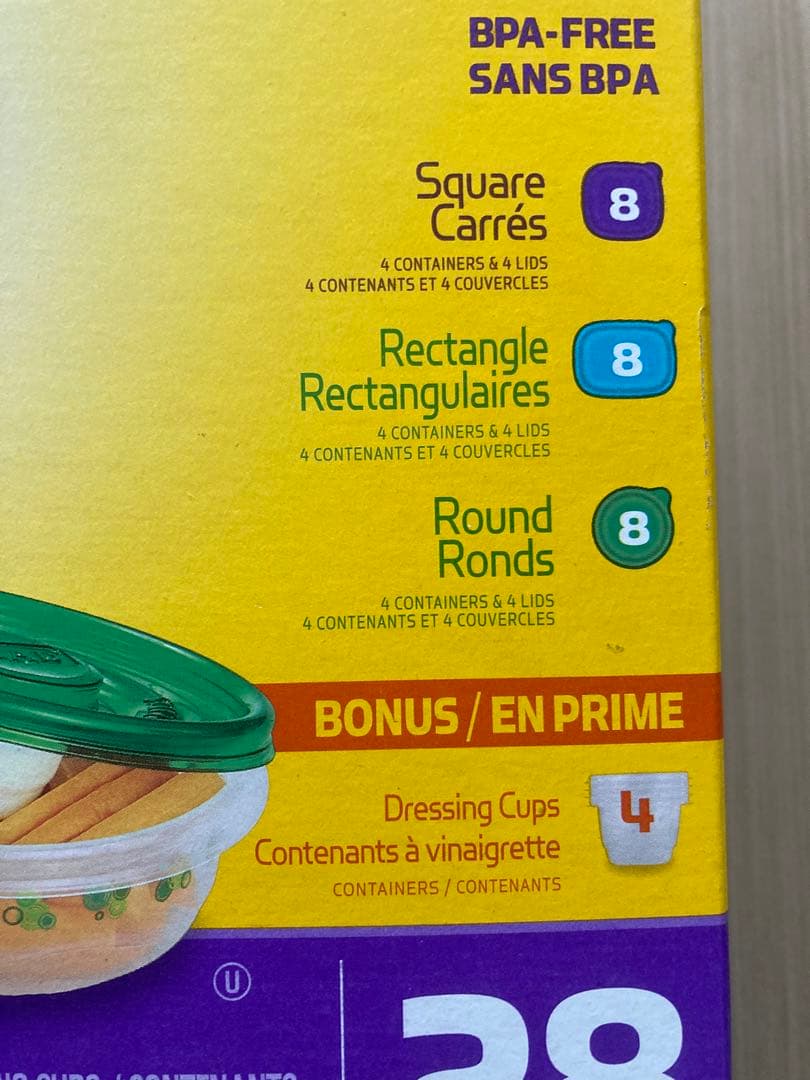 BPA-FREE
SANS BPA
Square
Carrés
8
4 CONTAINERS & 4 LIDS
4 CONTENANTS ET 4 COUVERCLES
Rectangle
Rectangulaires
8
4 CONTAINERS & 4 LIDS
4 CONTENANTS ET 4 COUVERCLES
Round
Ronds
8
4 CONTAINERS & 4 LIDS
4 CONTENANTS ET 4 COUVERCLES
BONUS / EN PRIME
Dressing Cups
Contenants à vinaigrette
4
CONTAINERS / CONTENANTS
U
28
CUPS / CONTENANTS